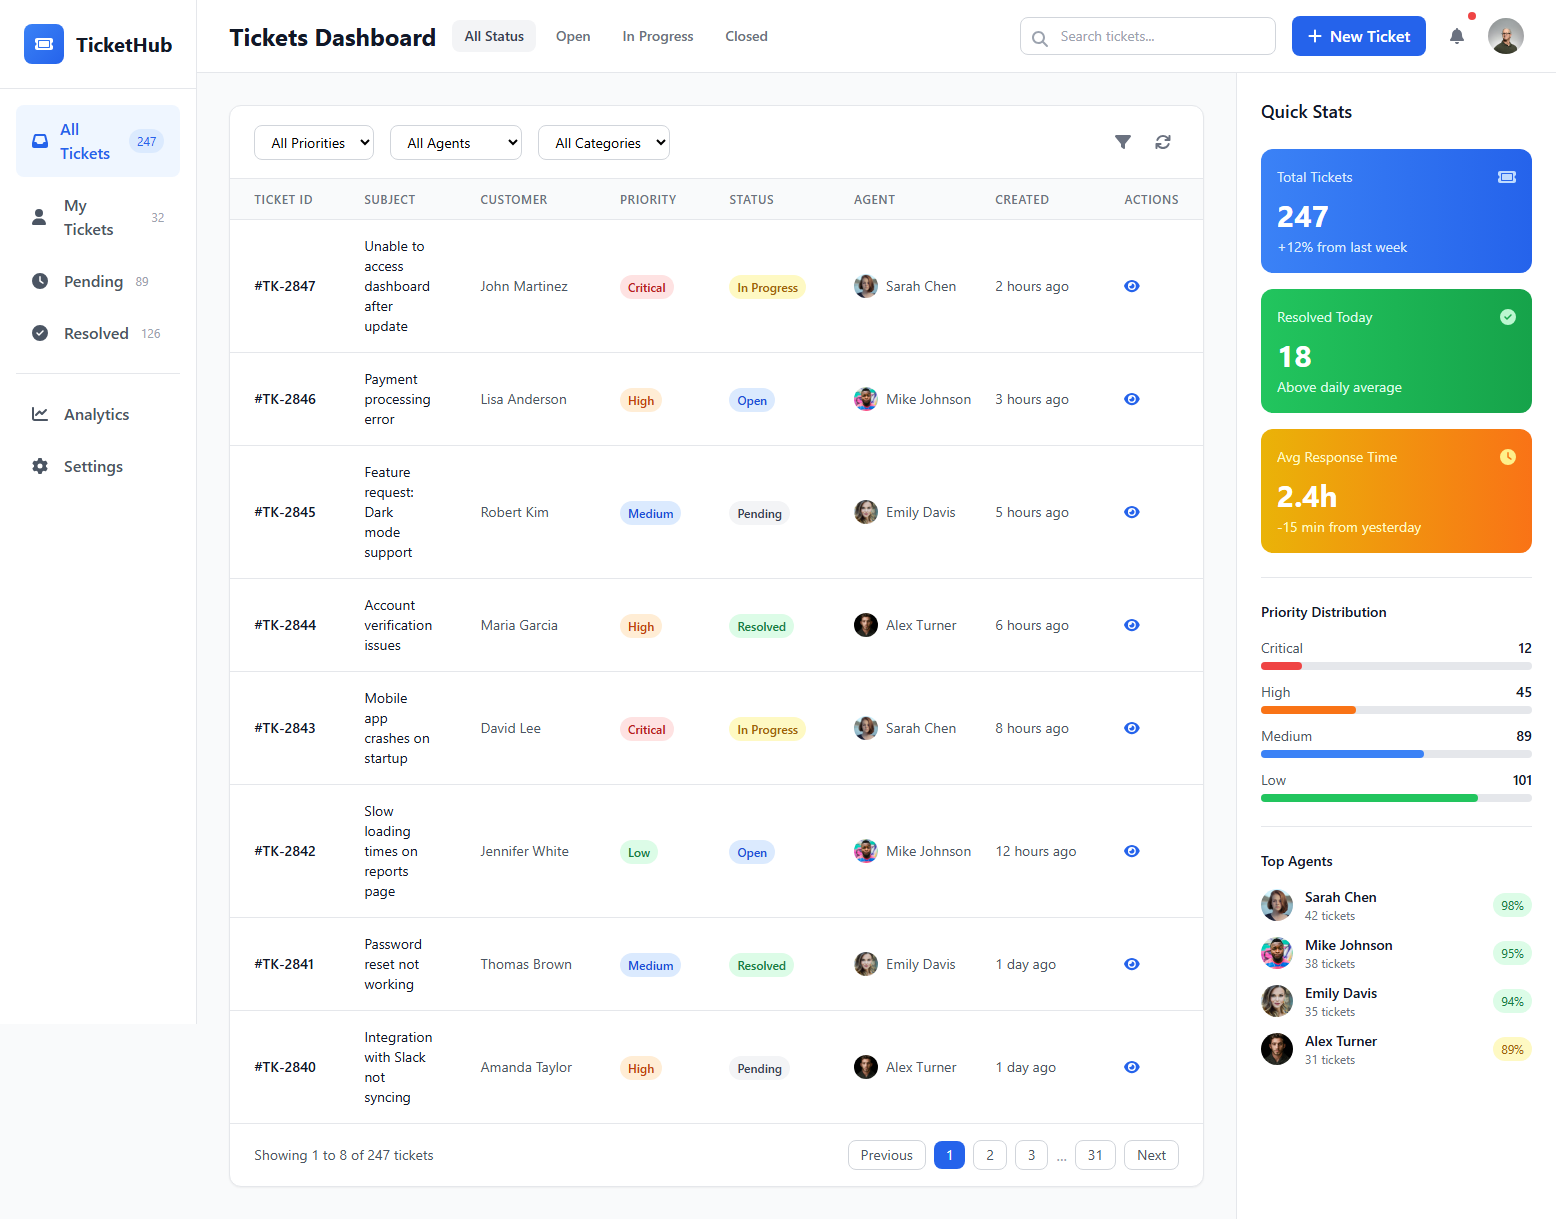 TicketHub
All
Tickets
247
My
Tickets
32
Pending 89
Resolved 126
Analytics
Settings
Tickets Dashboard
All Status Open In Progress Closed
Search tickets...
New Ticket
All Priorities All Agents All Categories
TICKET ID SUBJECT CUSTOMER PRIORITY STATUS AGENT CREATED ACTIONS
#TK-2847
Unable to
access
dashboard
after
update
John Martinez Critical In Progress Sarah Chen 2 hours ago
#TK-2846
Payment
processing
error
Lisa Anderson High Open Mike Johnson 3 hours ago
#TK-2845
Feature
request:
Dark
mode
support
Robert Kim Medium Pending Emily Davis 5 hours ago
#TK-2844
Account
verification
issues
Maria Garcia High Resolved Alex Turner 6 hours ago
#TK-2843
Mobile
app
crashes on
startup
David Lee Critical In Progress Sarah Chen 8 hours ago
#TK-2842
Slow
loading
times on
reports
page
Jennifer White Low Open Mike Johnson 12 hours ago
#TK-2841
Password
reset not
working
Thomas Brown Medium Resolved Emily Davis 1 day ago
#TK-2840
Integration
with Slack
not
syncing
Amanda Taylor High Pending Alex Turner 1 day ago
Showing 1 to 8 of 247 tickets
Previous 1 2 3 ... 31 Next
Quick Stats
Total Tickets
247
+12% from last week
Resolved Today
18
Above daily average
Avg Response Time
2.4h
-15 min from yesterday
Priority Distribution
Critical 12
High 45
Medium 89
Low 101
Top Agents
Sarah Chen
42 tickets
98%
Mike Johnson
38 tickets
95%
Emily Davis
35 tickets
94%
Alex Turner
31 tickets
89%